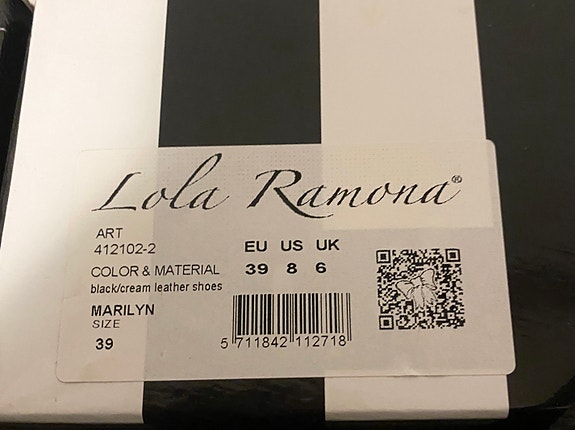 Lola Ramona®
ART
412102-2
EU US UK
COLOR & MATERIAL
39 8 6
black/cream leather shoes
MARILYN
SIZE
39
5 711842 112718